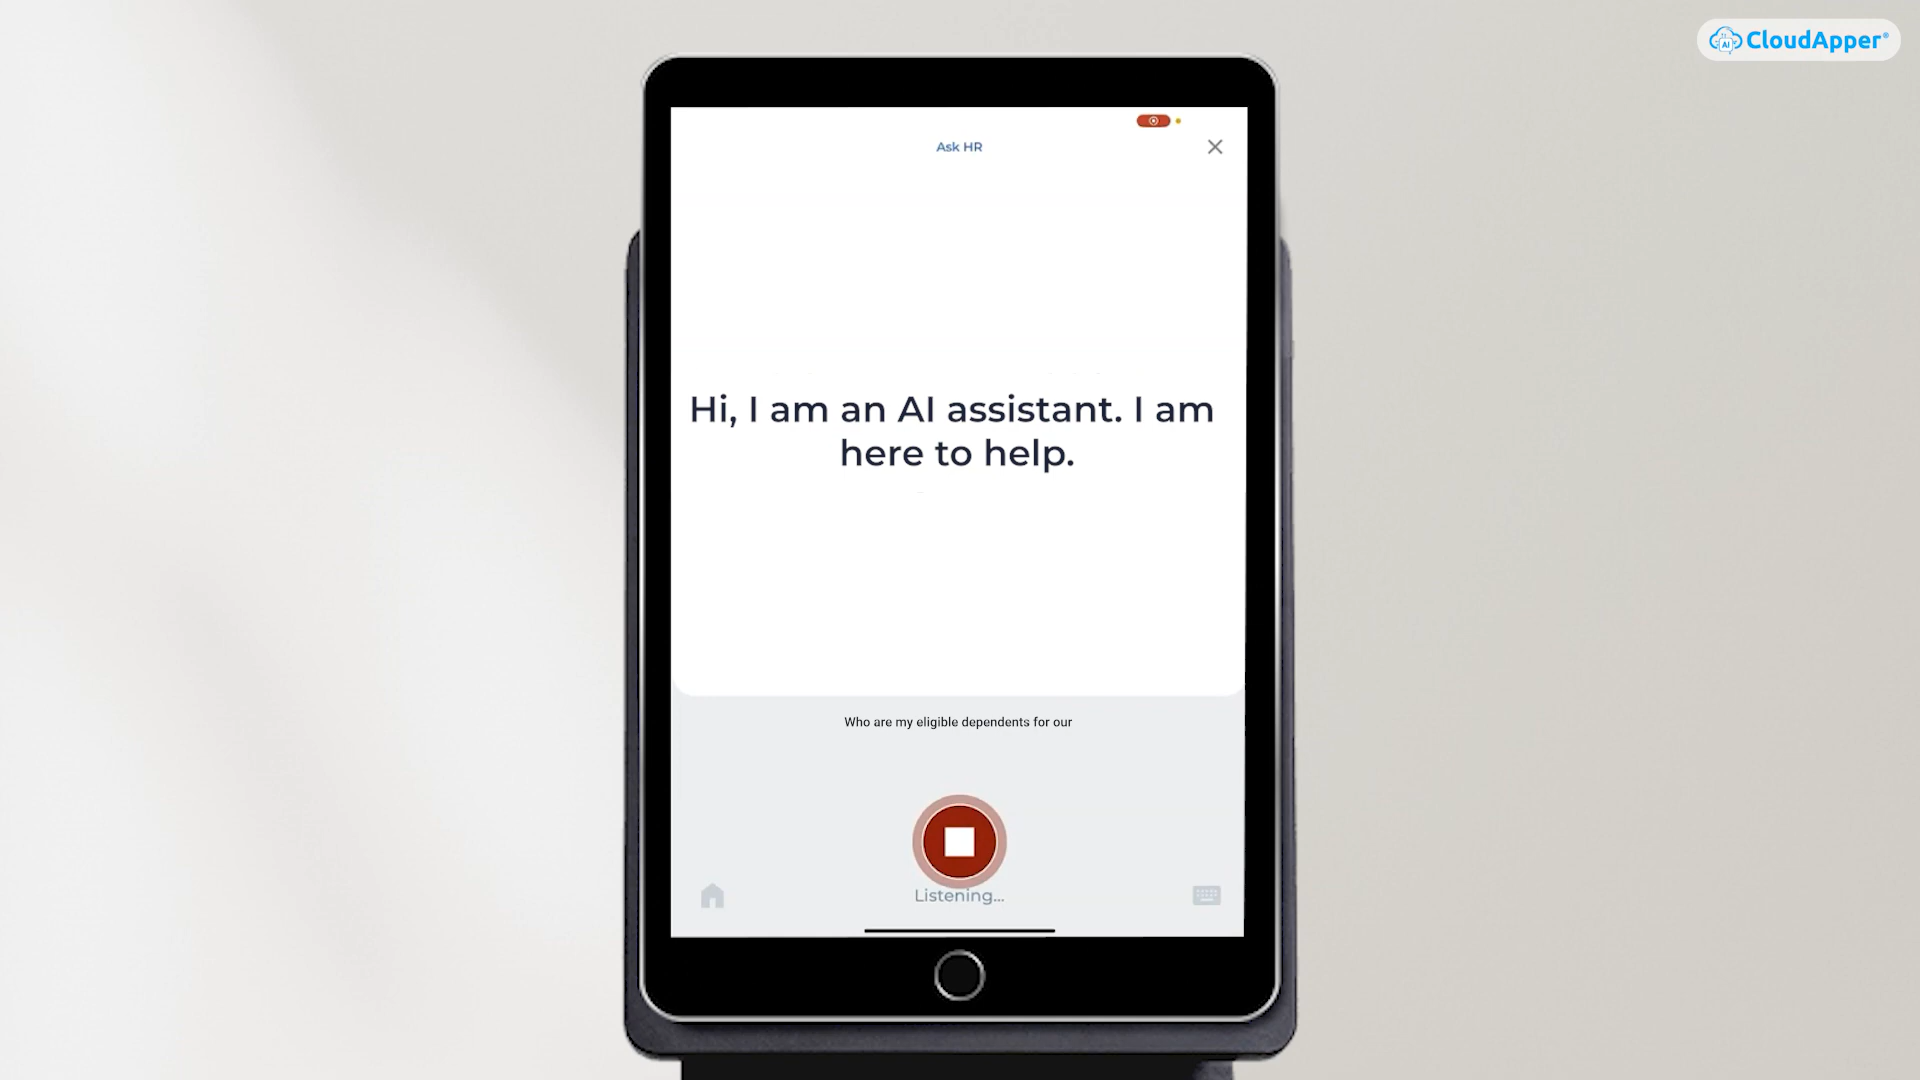 CloudApper®
Ask HR
Hi, I am an AI assistant. I am
here to help.
Who are my eligible dependents for our
Listening...